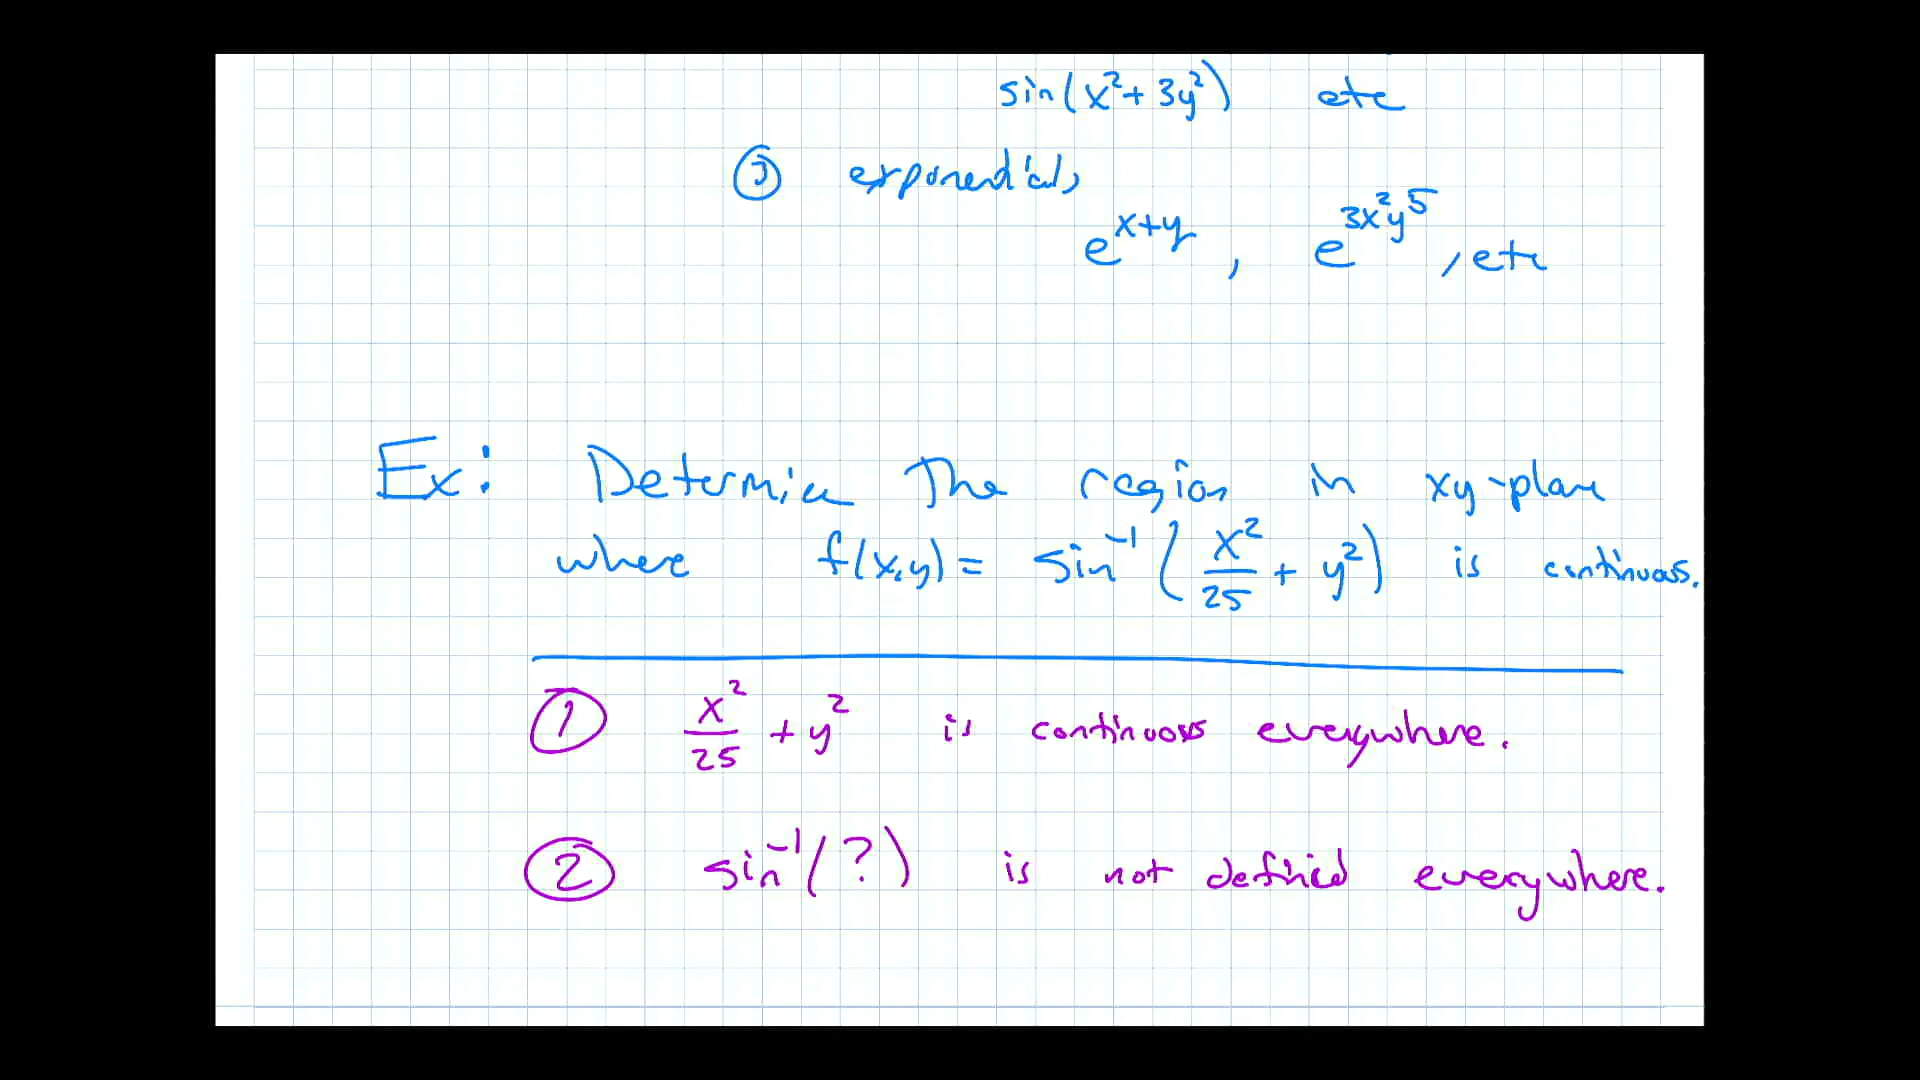 sin(x²+3y²) etc
③ exponentials
e^(x+y), e^(3x²y⁵), etc
Ex: Determine the region in xy-plane
where f(x,y) = sin⁻¹(x²/25 + y²) is continuous.
① x²/25 + y² is continuous everywhere.
② sin⁻¹(?) is not defined everywhere.